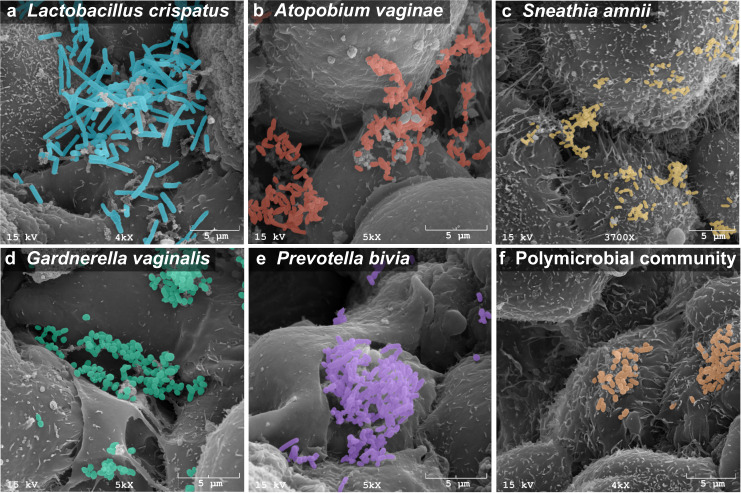 a Lactobacillus crispatus
15 kV 4kX 5 µm
b Atopobium vaginae
15 kV 5kX 5 µm
c Sneathia amnii
15 kV 3700X 5 µm
d Gardnerella vaginalis
15 kV 5kX 5 µm
e Prevotella bivia
15 kV 5kX 5 µm
f Polymicrobial community
15 kV 4kX 5 µm